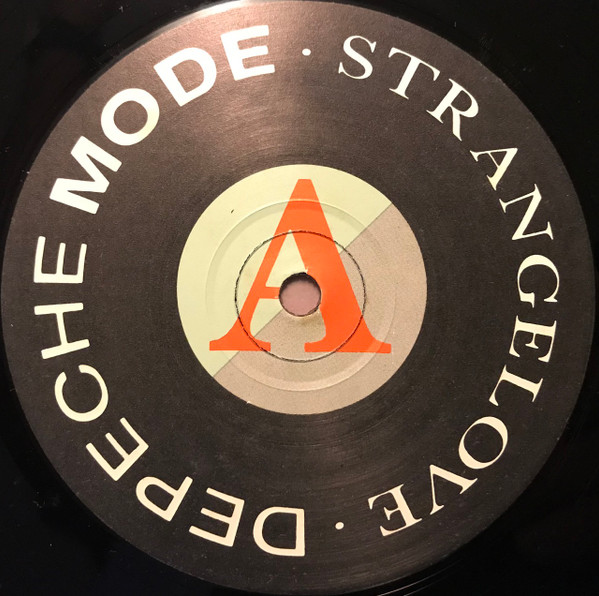 DEPECHE MODE · STRANGELOVE ·
A